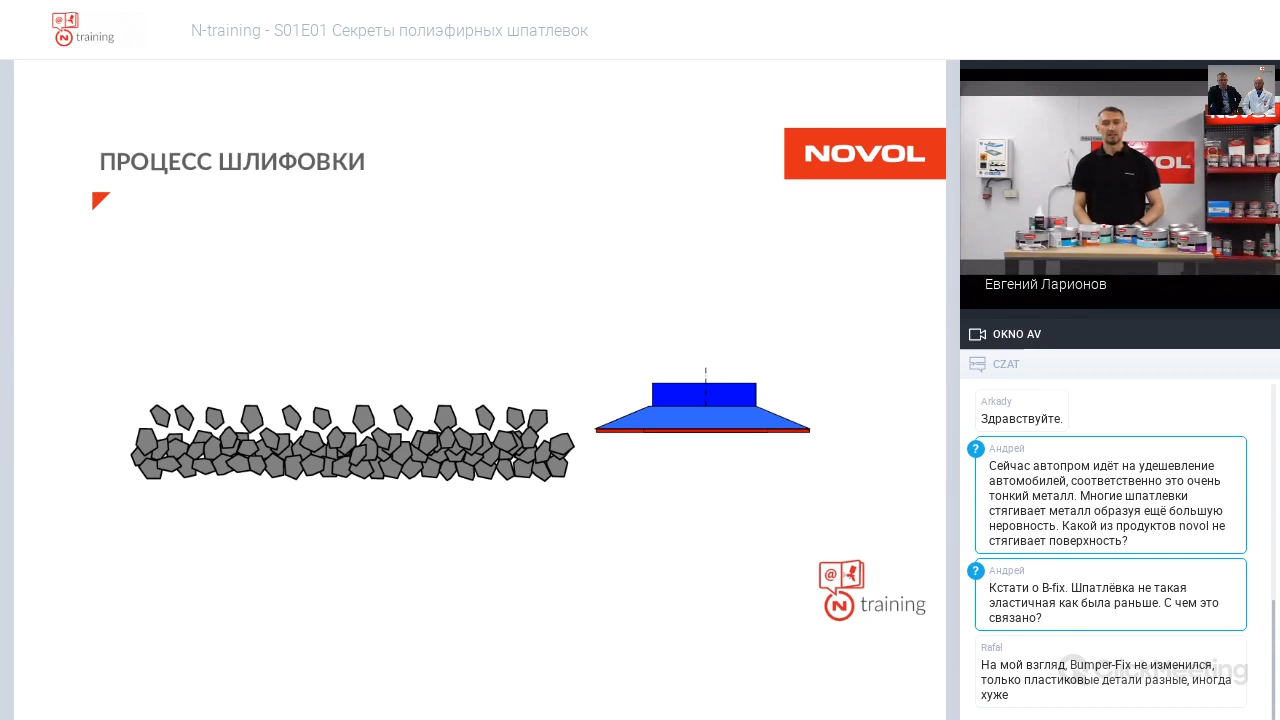 @
N training
N-training - S01E01 Секреты полиэфирных шпатлевок
ПРОЦЕСС ШЛИФОВКИ
NOVOL
@
N training
NOVOL
VOL
Евгений Ларионов
OKNO AV
CZAT
Arkady
Здравствуйте.
?
Андрей
Сейчас автопром идёт на удешевление
автомобилей, соответственно это очень
тонкий металл. Многие шпатлевки
стягивает металл образуя ещё большую
неровность. Какой из продуктов novol не
стягивает поверхность?
?
Андрей
Кстати о B-fix. Шпатлёвка не такая
эластичная как была раньше. С чем это
связано?
Rafał
На мой взгляд, Bumper-Fix не изменился,
только пластиковые детали разные, иногда
хуже
ClickMeeting